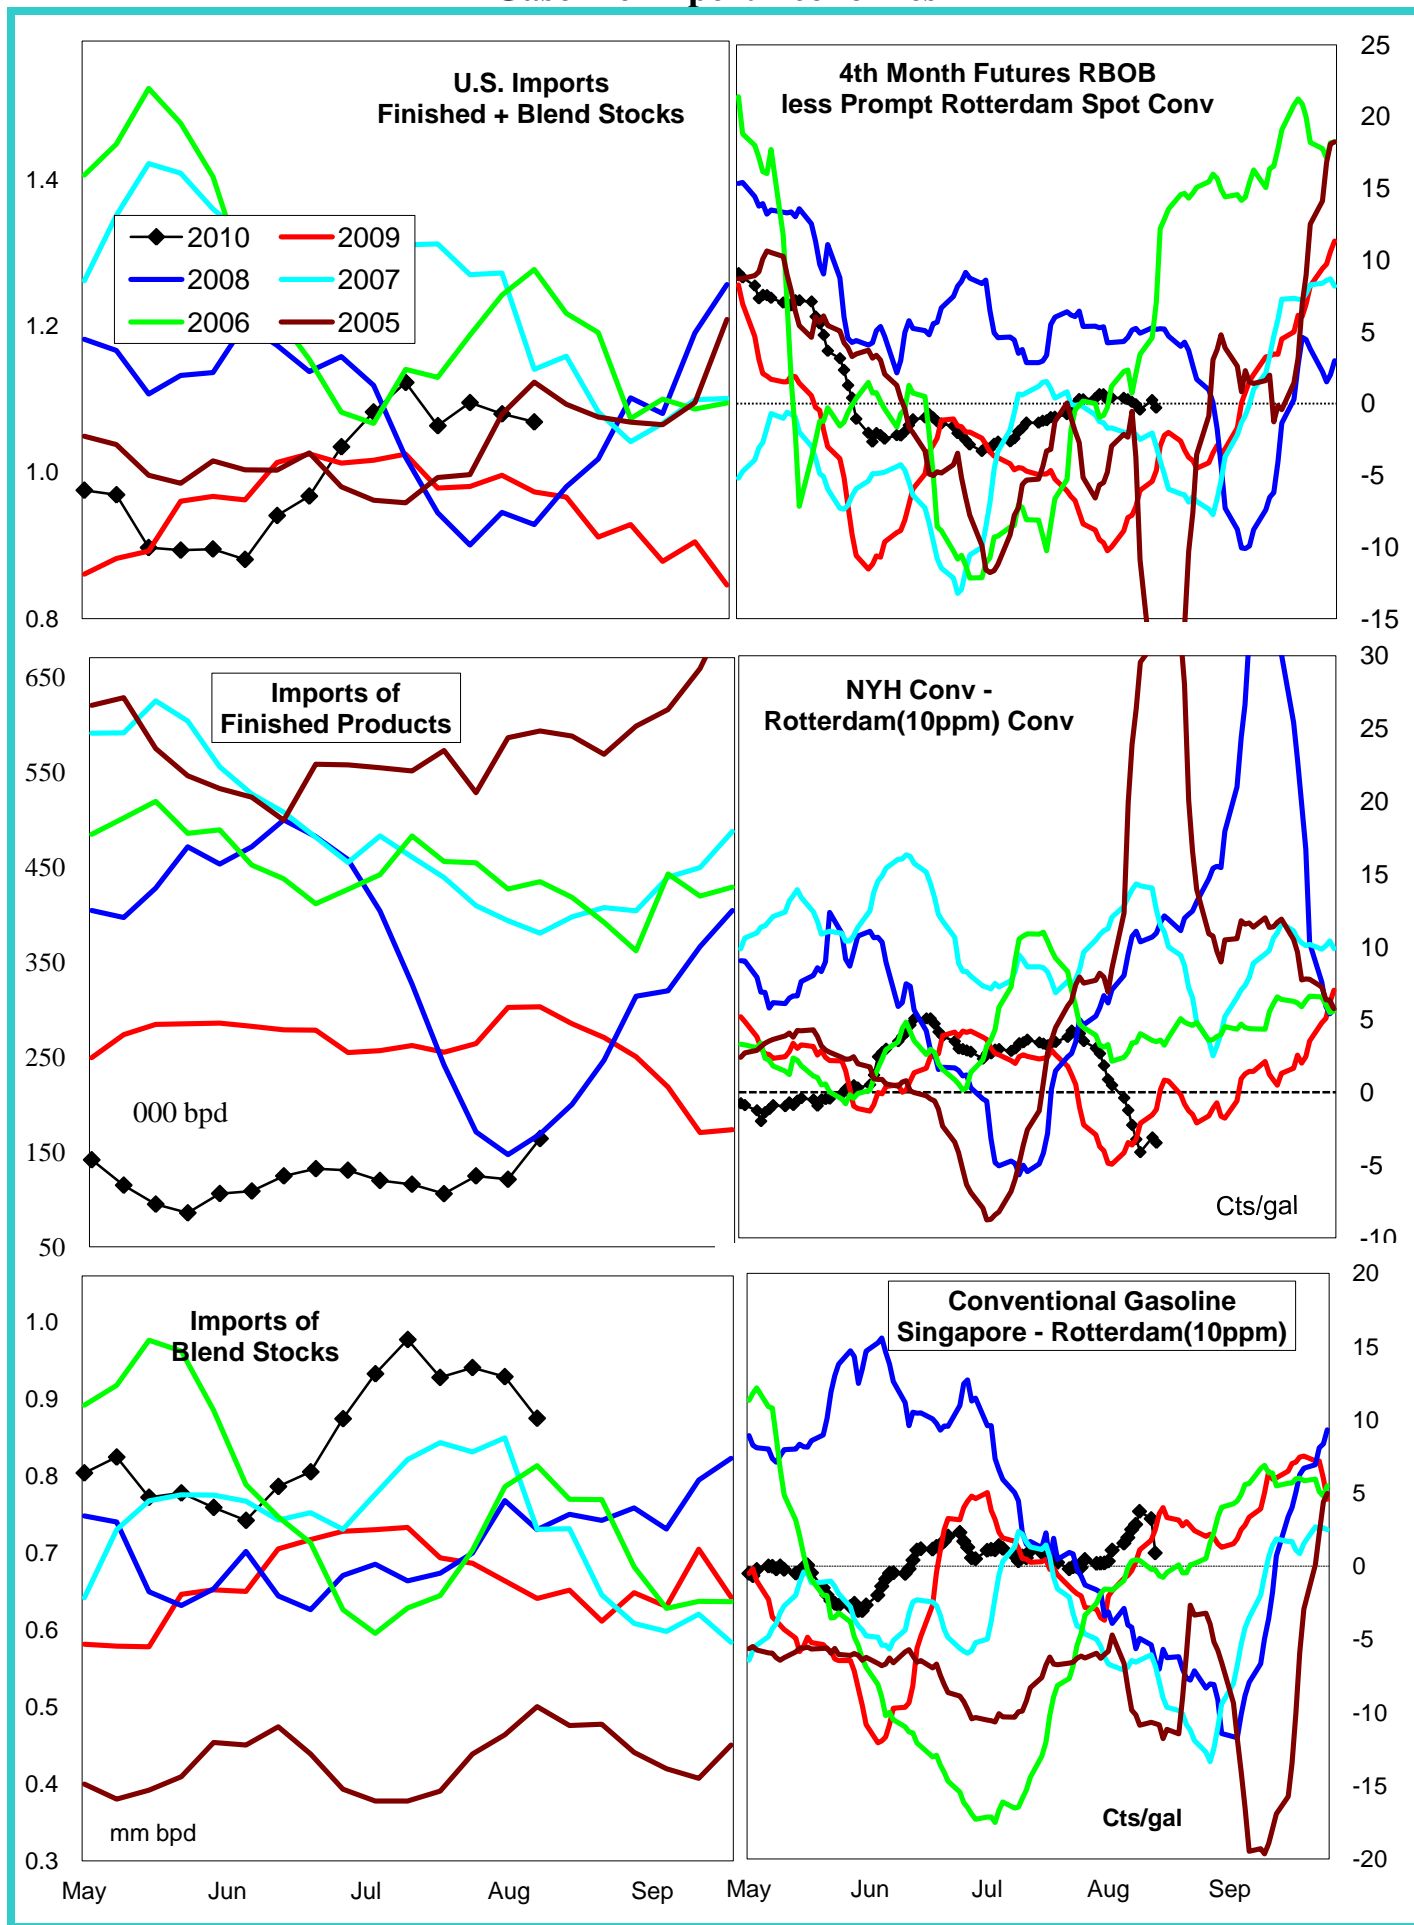 U.S. Imports
Finished + Blend Stocks
1.4
1.2
1.0
0.8
2010
2009
2008
2007
2006
2005
4th Month Futures RBOB
less Prompt Rotterdam Spot Conv
25
20
15
10
5
0
-5
-10
-15
Imports of
Finished Products
650
550
450
350
250
150
50
000 bpd
NYH Conv -
Rotterdam(10ppm) Conv
30
25
20
15
10
5
0
-5
-10
Cts/gal
Imports of
Blend Stocks
1.0
0.9
0.8
0.7
0.6
0.5
0.4
0.3
mm bpd
May
Jun
Jul
Aug
Sep
Conventional Gasoline
Singapore - Rotterdam(10ppm)
20
15
10
5
0
-5
-10
-15
-20
Cts/gal
May
Jun
Jul
Aug
Sep